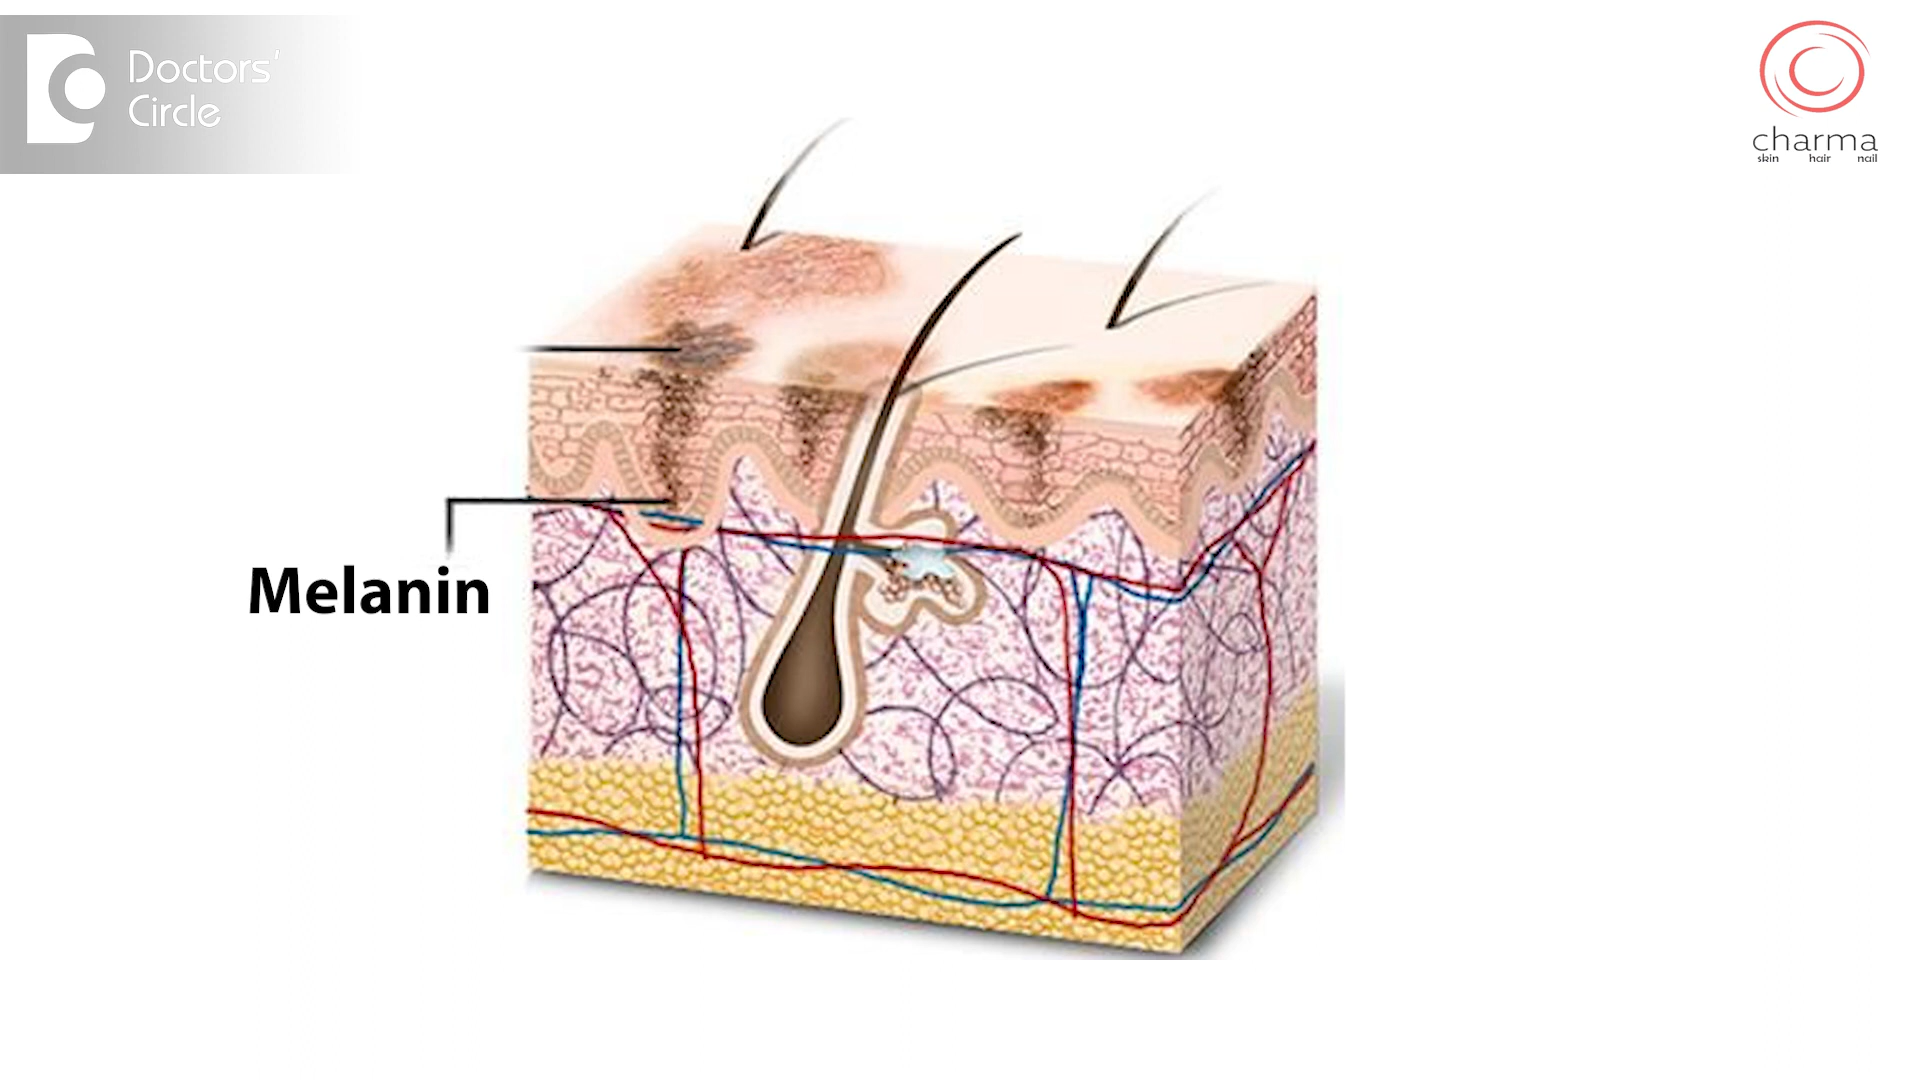 Doctors'
Circle
charma
skin hair nail
Melanin